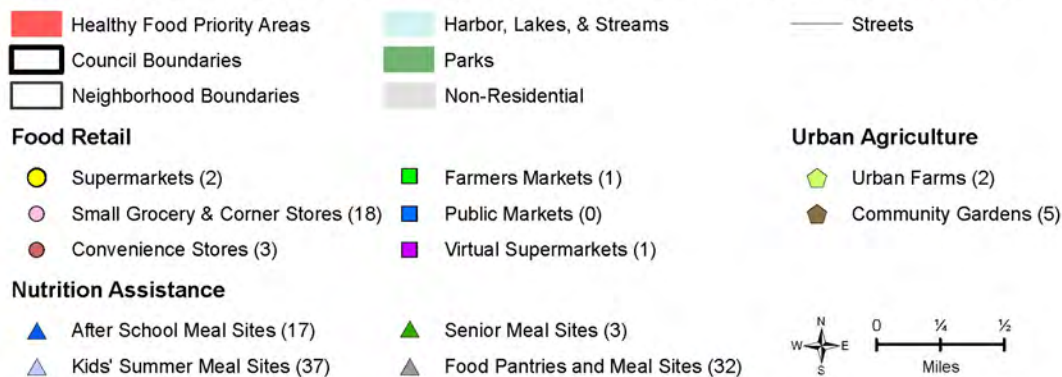 Healthy Food Priority Areas
Harbor, Lakes, & Streams
Streets
Council Boundaries
Parks
Neighborhood Boundaries
Non-Residential
Food Retail
Urban Agriculture
Supermarkets (2)
Farmers Markets (1)
Urban Farms (2)
Small Grocery & Corner Stores (18)
Public Markets (0)
Community Gardens (5)
Convenience Stores (3)
Virtual Supermarkets (1)
Nutrition Assistance
After School Meal Sites (17)
Senior Meal Sites (3)
Kids' Summer Meal Sites (37)
Food Pantries and Meal Sites (32)
N
W E
S
0 ¼ ½
Miles